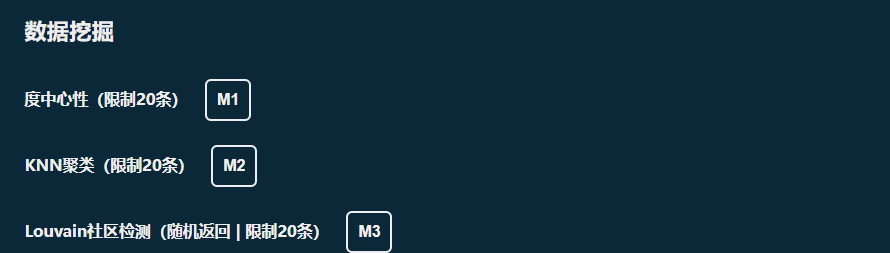 数据挖掘
度中心性（限制20条） M1
KNN聚类（限制20条） M2
Louvain社区检测（随机返回 | 限制20条） M3